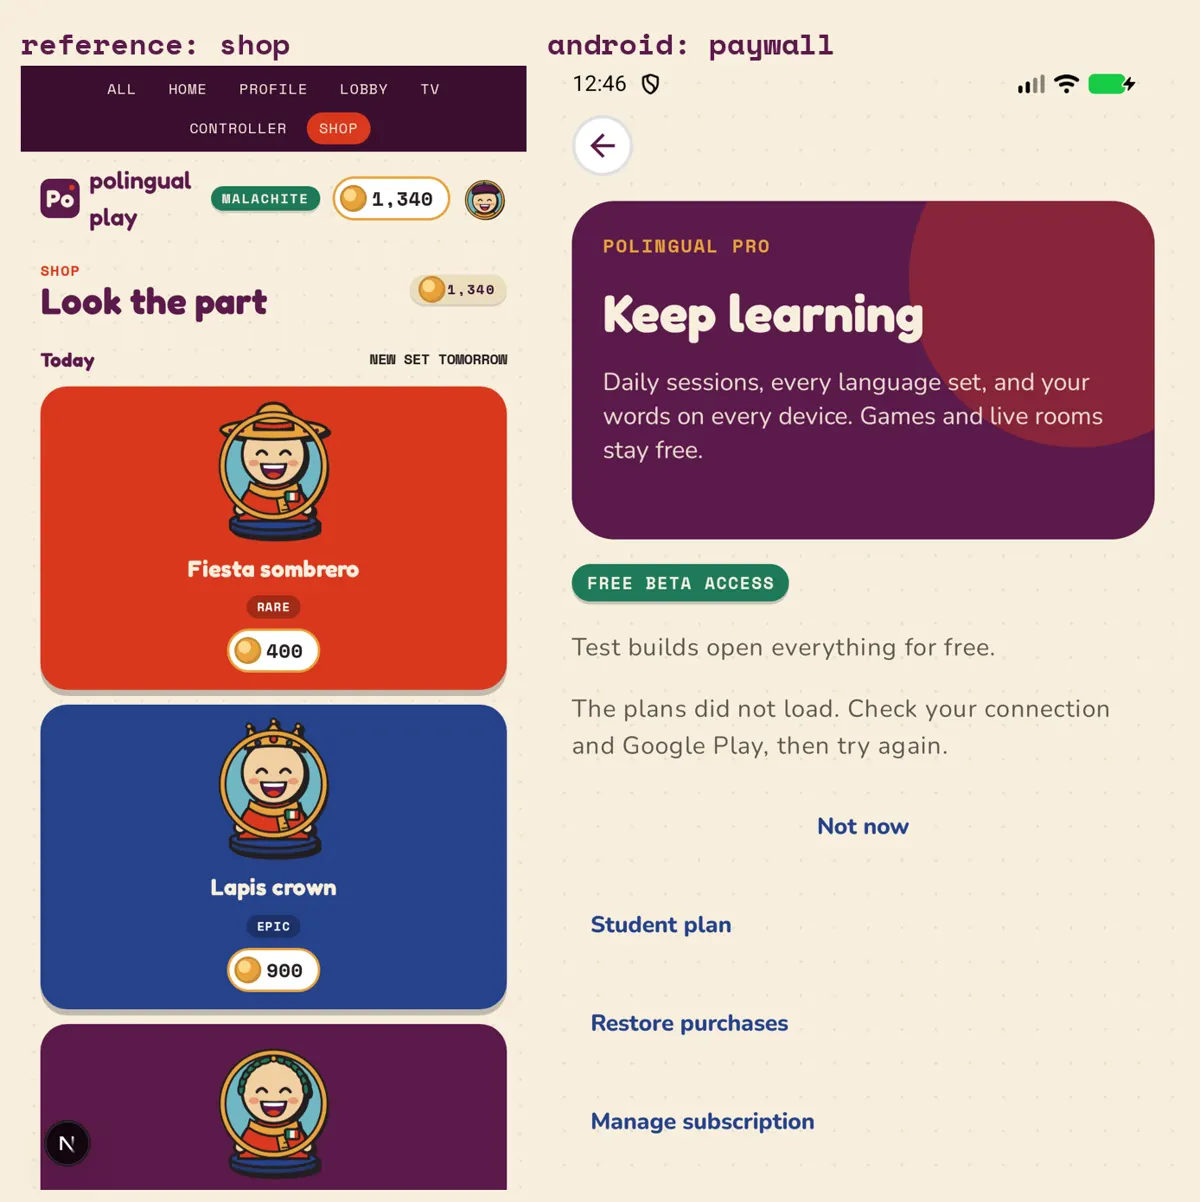 reference: shop
ALL HOME PROFILE LOBBY TV
CONTROLLER SHOP
Po polingual play
MALACHITE
1,340
SHOP
Look the part
1,340
Today
NEW SET TOMORROW
Fiesta sombrero
RARE
400
Lapis crown
EPIC
900
N
android: paywall
12:46
POLINGUAL PRO
Keep learning
Daily sessions, every language set, and your
words on every device. Games and live rooms
stay free.
FREE BETA ACCESS
Test builds open everything for free.
The plans did not load. Check your connection
and Google Play, then try again.
Not now
Student plan
Restore purchases
Manage subscription